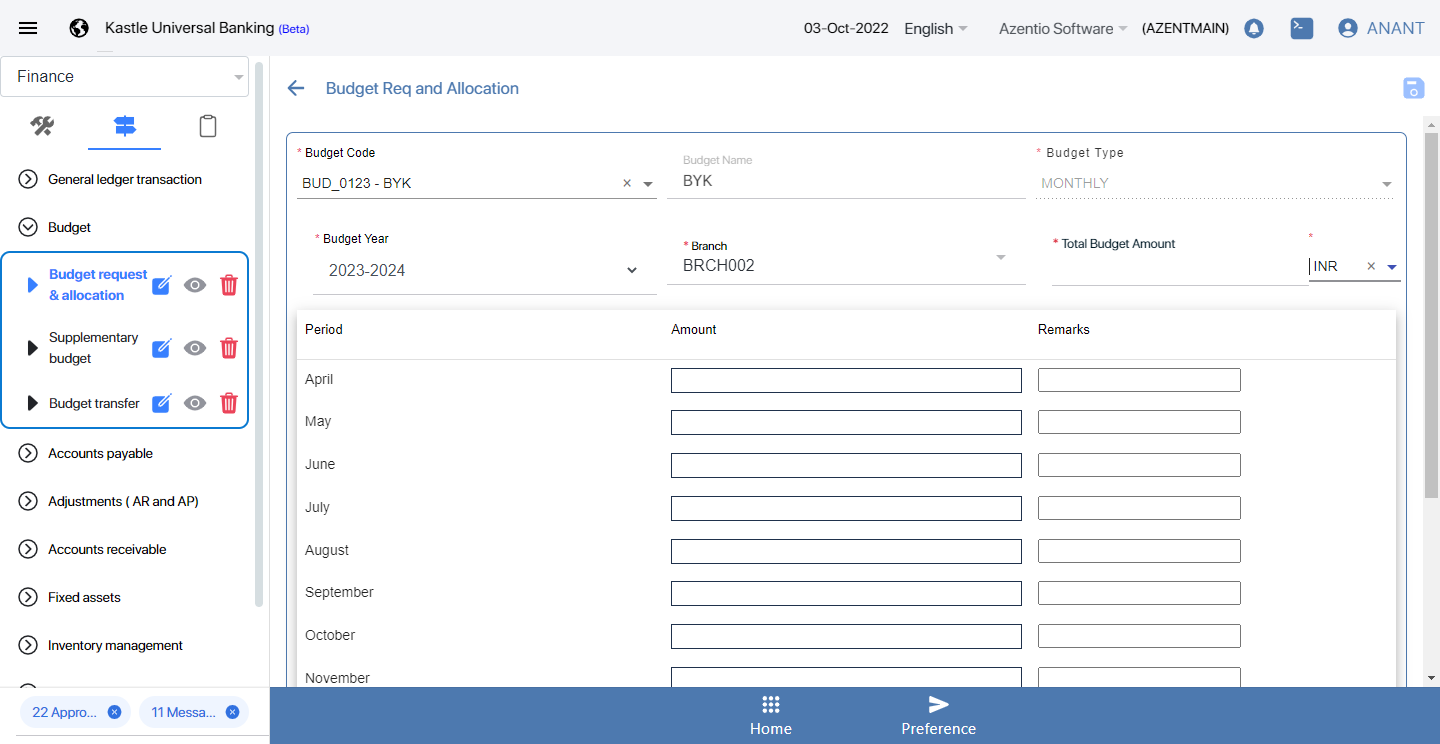 Kastle Universal Banking (Beta)
03-Oct-2022
English
Azentio Software
(AZENTMAIN)
ANANT
Finance
General ledger transaction
Budget
Budget request
& allocation
Supplementary
budget
Budget transfer
Accounts payable
Adjustments ( AR and AP)
Accounts receivable
Fixed assets
Inventory management
22 Appro...
11 Messa...
Budget Req and Allocation
* Budget Code
BUD_0123 - BYK
Budget Name
BYK
* Budget Type
MONTHLY
* Budget Year
2023-2024
* Branch
BRCH002
* Total Budget Amount
*
INR
Period Amount Remarks
April
May
June
July
August
September
October
November
Home
Preference